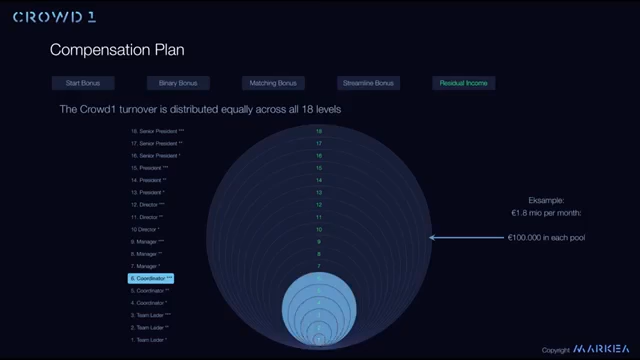 CROWD 1
Compensation Plan
Start Bonus
Binary Bonus
Matching Bonus
Streamline Bonus
Residual Income
The Crowd1 turnover is distributed equally across all 18 levels
18. Senior President ***
17. Senior President **
16. Senior President *
15. President ***
14. President **
13. President *
12. Director ***
11. Director **
10 Director *
9. Manager ***
8. Manager **
7. Manager *
6. Coordinator ***
5. Coordinator **
4. Coordinator *
3. Team Leder ***
2. Team Leder **
1. Team Leder *
18
17
16
15
14
13
12
11
10
9
8
7
Eksample:
€1.8 mio per month:
€100.000 in each pool
Copyright MARKEA